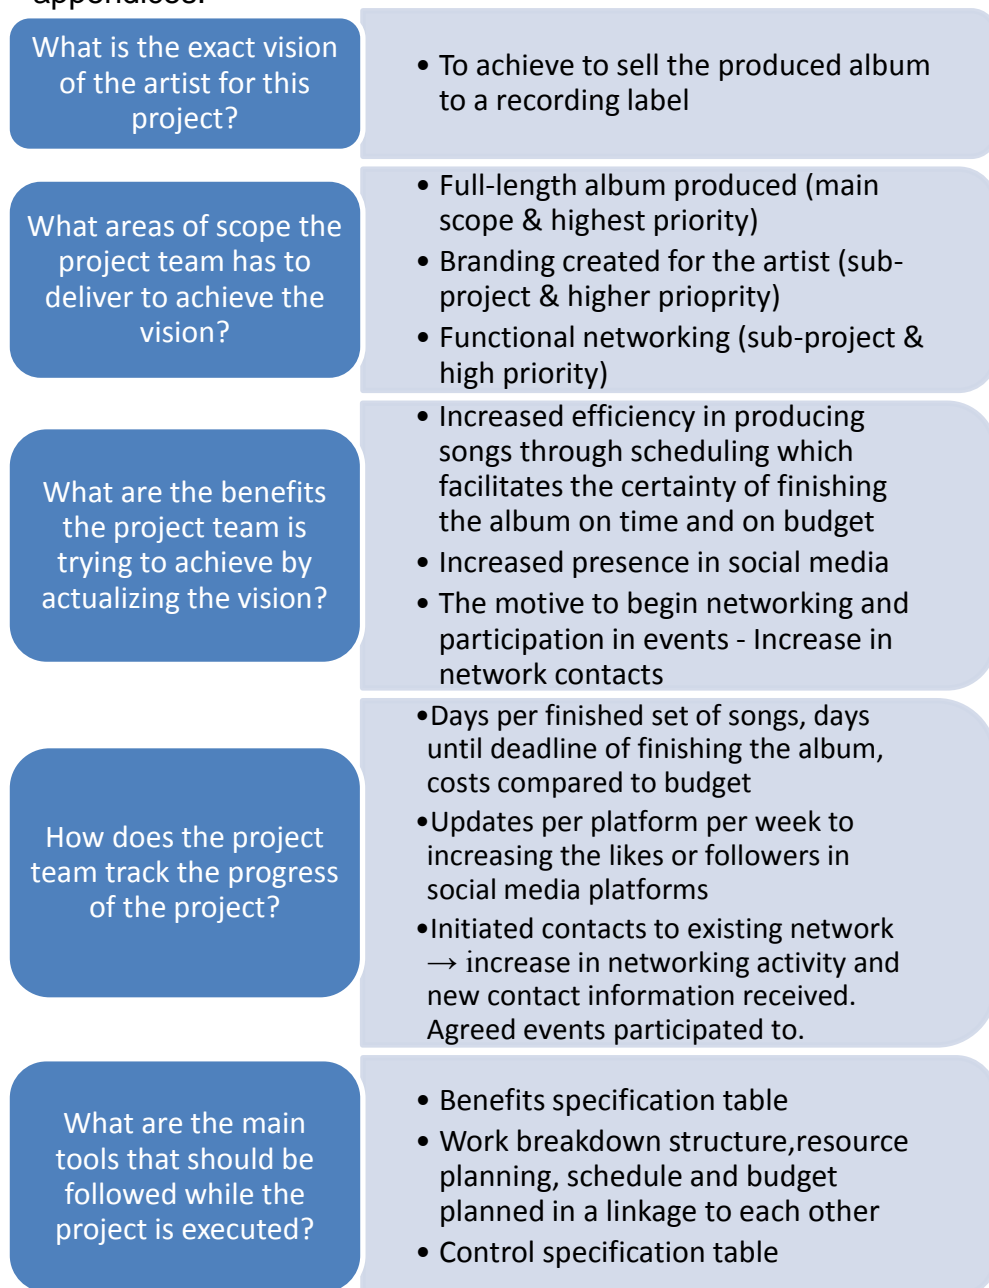 appendices.
What is the exact vision
of the artist for this
project?
• To achieve to sell the produced album
to a recording label
What areas of scope the
project team has to
deliver to achieve the
vision?
• Full-length album produced (main
scope & highest priority)
• Branding created for the artist (sub-
project & higher prioprity)
• Functional networking (sub-project &
high priority)
What are the benefits
the project team is
trying to achieve by
actualizing the vision?
• Increased efficiency in producing
songs through scheduling which
facilitates the certainty of finishing
the album on time and on budget
• Increased presence in social media
• The motive to begin networking and
participation in events - Increase in
network contacts
How does the project
team track the progress
of the project?
•Days per finished set of songs, days
until deadline of finishing the album,
costs compared to budget
•Updates per platform per week to
increasing the likes or followers in
social media platforms
•Initiated contacts to existing network
→ increase in networking activity and
new contact information received.
Agreed events participated to.
What are the main
tools that should be
followed while the
project is executed?
• Benefits specification table
• Work breakdown structure,resource
planning, schedule and budget
planned in a linkage to each other
• Control specification table